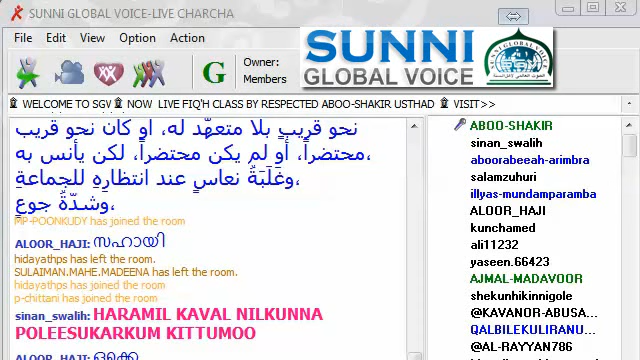 SUNNI GLOBAL VOICE-LIVE CHARCHA
File Edit View Option Action
G
Owner:
Members
SUNNI
GLOBAL VOICE
WELCOME TO SGV NOW LIVE FIQ'H CLASS BY RESPECTED ABOO-SHAKIR USTHAD VISIT>>
نحو قريبٍ بلا متعهّد له، او كان نحو قريب
محتضراً، أو لم يكن محتضراً، لكن يأنس به،
وغَلَبَةُ نعاسٍ عند انتظارِهِ للجماعةِ،
وشدّةُ جوعٍ،
MP-POONKUDY has joined the room
ALOOR_HAJI: സഹായി
hidayathps has left the room.
SULAIMAN.MAHE.MADEENA has left the room.
hidayathps has joined the room
p-chittani has joined the room
sinan_swalih: HARAMIL KAVAL NILKUNNA
POLEESUKARKUM KITTUMOO
ALOOR_HAJI: ഒക്കെ
ABOO-SHAKIR
sinan_swalih
aboorabeeah-arimbra
salamzuhuri
illyas-mundamparamba
ALOOR_HAJI
kunchamed
ali11232
yaseen.66423
AJMAL-MADAVOOR
shekunhikinnigole
@KAVANOR-ABUSA...
QALBILEKULIRANU...
@AL-RAYYAN786